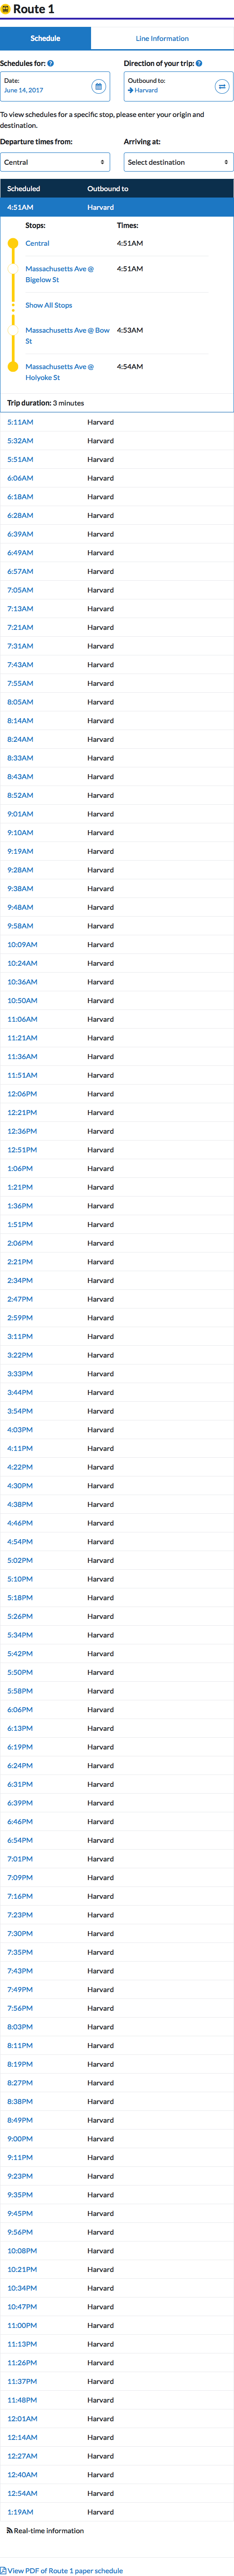 Route 1
Schedule Line Information
Schedules for: Direction of your trip:
Date: Outbound to:
June 14, 2017 Harvard
To view schedules for a specific stop, please enter your origin and
destination.
Departure times from: Arriving at:
Central Select destination
Scheduled Outbound to
4:51AM Harvard
Stops: Times:
Central 4:51AM
Massachusetts Ave @ 4:51AM
Bigelow St
Show All Stops
Massachusetts Ave @ Bow 4:53AM
St
Massachusetts Ave @ 4:54AM
Holyoke St
Trip duration: 3 minutes
5:11AM Harvard
5:32AM Harvard
5:51AM Harvard
6:06AM Harvard
6:18AM Harvard
6:28AM Harvard
6:39AM Harvard
6:49AM Harvard
6:57AM Harvard
7:05AM Harvard
7:13AM Harvard
7:21AM Harvard
7:31AM Harvard
7:43AM Harvard
7:55AM Harvard
8:05AM Harvard
8:14AM Harvard
8:24AM Harvard
8:33AM Harvard
8:43AM Harvard
8:52AM Harvard
9:01AM Harvard
9:10AM Harvard
9:19AM Harvard
9:28AM Harvard
9:38AM Harvard
9:48AM Harvard
9:58AM Harvard
10:09AM Harvard
10:24AM Harvard
10:36AM Harvard
10:50AM Harvard
11:06AM Harvard
11:21AM Harvard
11:36AM Harvard
11:51AM Harvard
12:06PM Harvard
12:21PM Harvard
12:36PM Harvard
12:51PM Harvard
1:06PM Harvard
1:21PM Harvard
1:36PM Harvard
1:51PM Harvard
2:06PM Harvard
2:21PM Harvard
2:34PM Harvard
2:47PM Harvard
2:59PM Harvard
3:11PM Harvard
3:22PM Harvard
3:33PM Harvard
3:44PM Harvard
3:54PM Harvard
4:03PM Harvard
4:11PM Harvard
4:22PM Harvard
4:30PM Harvard
4:38PM Harvard
4:46PM Harvard
4:54PM Harvard
5:02PM Harvard
5:10PM Harvard
5:18PM Harvard
5:26PM Harvard
5:34PM Harvard
5:42PM Harvard
5:50PM Harvard
5:58PM Harvard
6:06PM Harvard
6:13PM Harvard
6:19PM Harvard
6:24PM Harvard
6:31PM Harvard
6:39PM Harvard
6:46PM Harvard
6:54PM Harvard
7:01PM Harvard
7:09PM Harvard
7:16PM Harvard
7:23PM Harvard
7:30PM Harvard
7:35PM Harvard
7:43PM Harvard
7:49PM Harvard
7:56PM Harvard
8:03PM Harvard
8:11PM Harvard
8:19PM Harvard
8:27PM Harvard
8:38PM Harvard
8:49PM Harvard
9:00PM Harvard
9:11PM Harvard
9:23PM Harvard
9:35PM Harvard
9:45PM Harvard
9:56PM Harvard
10:08PM Harvard
10:21PM Harvard
10:34PM Harvard
10:47PM Harvard
11:00PM Harvard
11:13PM Harvard
11:26PM Harvard
11:37PM Harvard
11:48PM Harvard
12:01AM Harvard
12:14AM Harvard
12:27AM Harvard
12:40AM Harvard
12:54AM Harvard
1:19AM Harvard
Real-time information
View PDF of Route 1 paper schedule